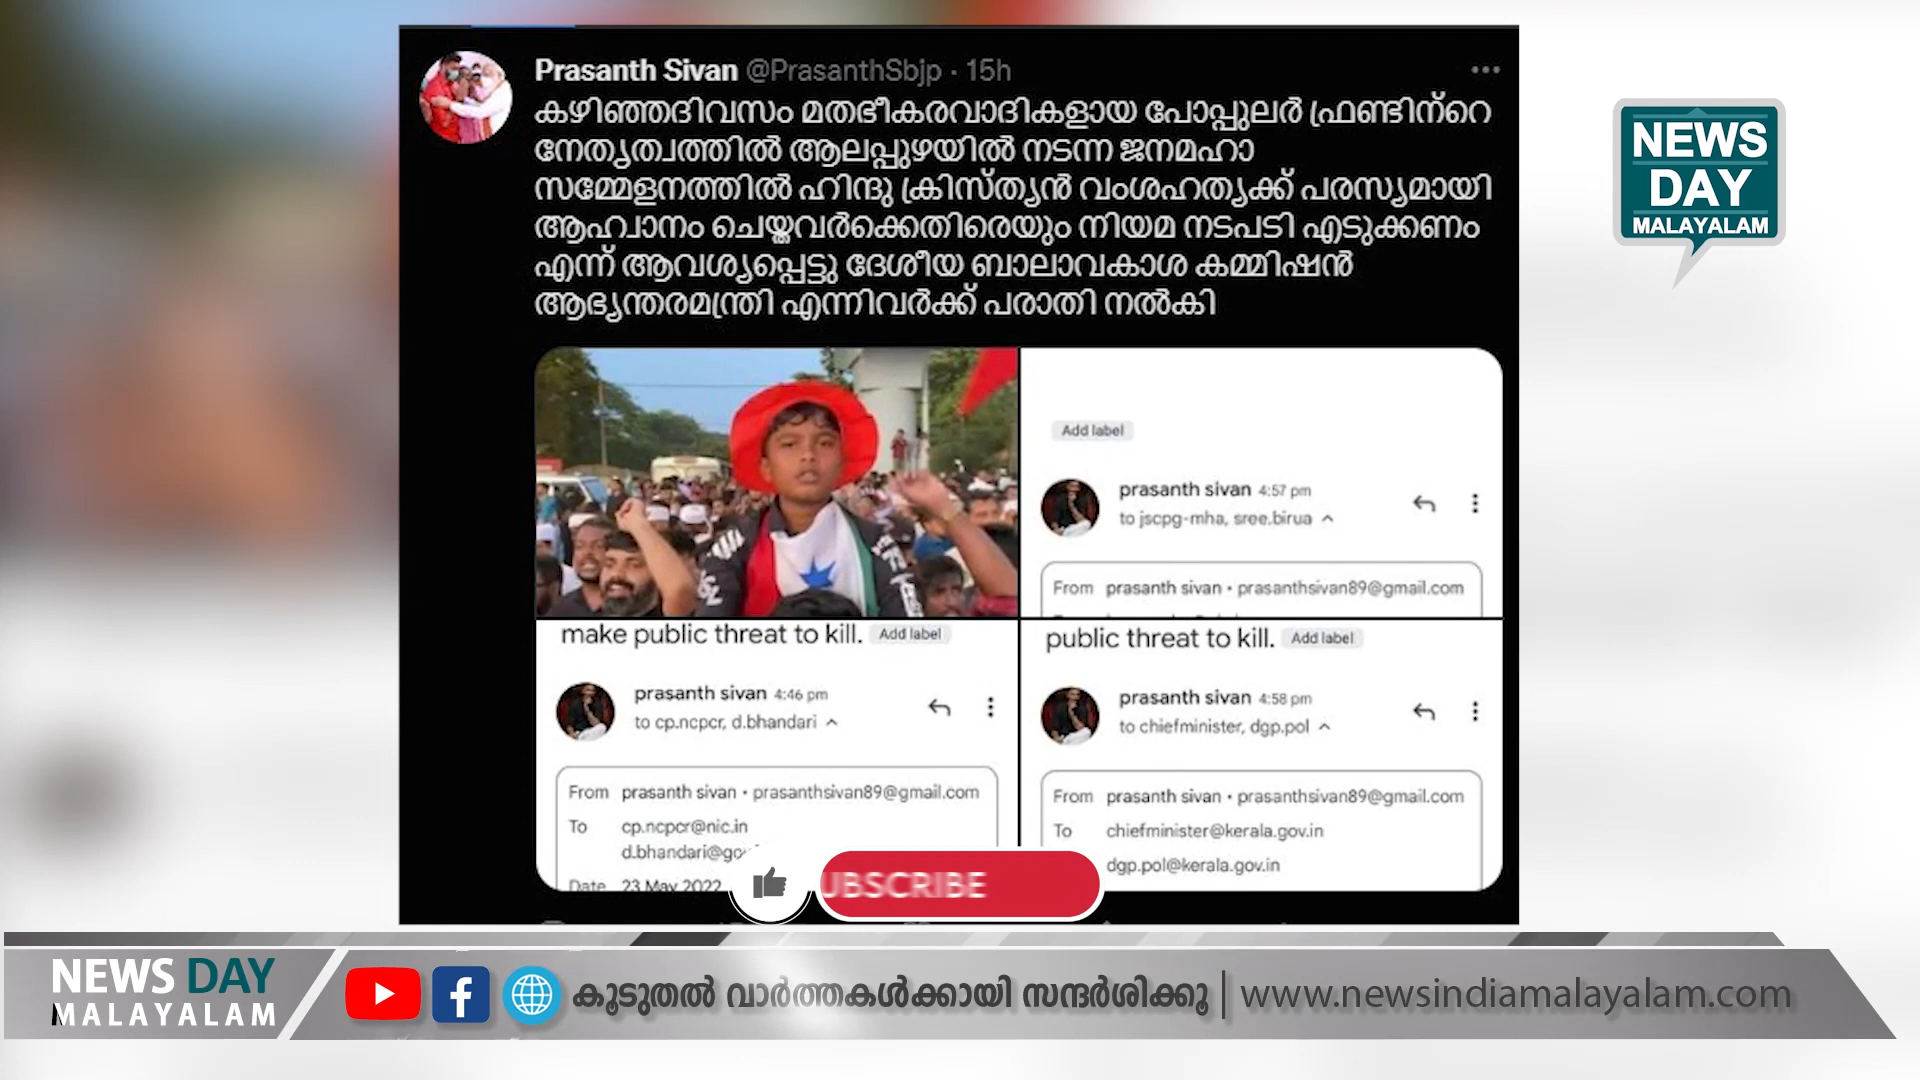 Prasanth Sivan @PrasanthSbjp · 15h
കഴിഞ്ഞദിവസം മതഭീകരവാദികളായ പോപ്പുലർ ഫ്രണ്ടിന്റെ
നേതൃത്വത്തിൽ ആലപ്പുഴയിൽ നടന്ന ജനമഹാ
സമ്മേളനത്തിൽ ഹിന്ദു ക്രിസ്ത്യൻ വംശഹത്യക്ക് പരസ്യമായി
ആഹ്വാനം ചെയ്തവർക്കെതിരെയും നിയമ നടപടി എടുക്കണം
എന്ന് ആവശ്യപ്പെട്ടു ദേശീയ ബാലാവകാശ കമ്മിഷൻ
ആഭ്യന്തരമന്ത്രി എന്നിവർക്ക് പരാതി നൽകി
NEWS
DAY
MALAYALAM
Add label
prasanth sivan 4:57 pm
to jscpg-mha, sree.birua
From prasanth sivan • prasanthsivan89@gmail.com
make public threat to kill. Add label
prasanth sivan 4:46 pm
to cp.ncpcr, d.bhandari
From prasanth sivan • prasanthsivan89@gmail.com
To cp.ncpcr@nic.in
d.bhandari@gov
Date 23 May 2022
public threat to kill. Add label
prasanth sivan 4:58 pm
to chiefminister, dgp.pol
From prasanth sivan • prasanthsivan89@gmail.com
To chiefminister@kerala.gov.in
dgp.pol@kerala.gov.in
UBSCRIBE
NEWS DAY
MALAYALAM
കൂടുതൽ വാർത്തകൾക്കായി സന്ദർശിക്കൂ | www.newsindiamalayalam.com